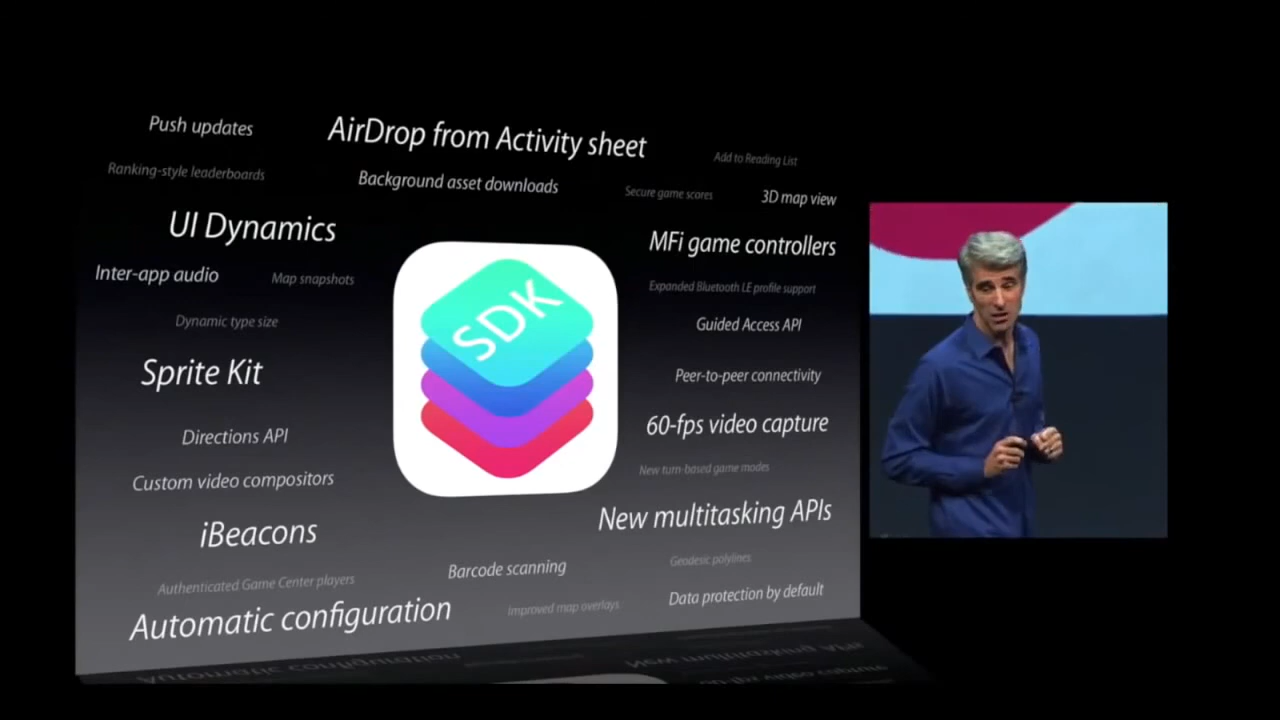 Push updates
AirDrop from Activity sheet
Add to Reading List
Ranking-style leaderboards
Background asset downloads
Secure game scores
3D map view
UI Dynamics
MFi game controllers
Inter-app audio
Map snapshots
Expanded Bluetooth LE profile support
SDK
Dynamic type size
Guided Access API
Sprite Kit
Peer-to-peer connectivity
60-fps video capture
Directions API
New turn-based game modes
Custom video compositors
New multitasking APIs
iBeacons
Barcode scanning
Geodesic polylines
Authenticated Game Center players
Data protection by default
Automatic configuration
Improved map overlays